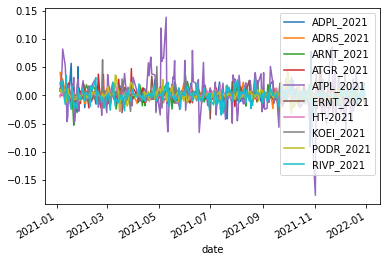 0.15
0.10
0.05
0.00
−0.05
−0.10
−0.15
2021-01
2021-03
2021-05
2021-07
2021-09
2021-11
2022-01
date
ADPL_2021
ADRS_2021
ARNT_2021
ATGR_2021
ATPL_2021
ERNT_2021
HT-2021
KOEI_2021
PODR_2021
RIVP_2021